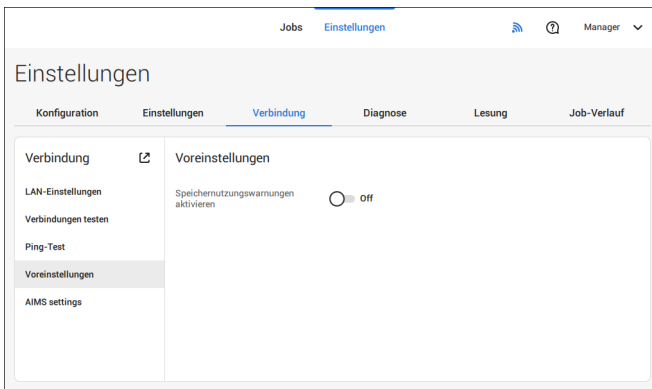 Jobs Einstellungen Manager
Einstellungen
Konfiguration Einstellungen Verbindung Diagnose Lesung Job-Verlauf
Verbindung
LAN-Einstellungen
Verbindungen testen
Ping-Test
Voreinstellungen
AIMS settings
Voreinstellungen
Speichernutzungswarnungen
aktivieren
Off